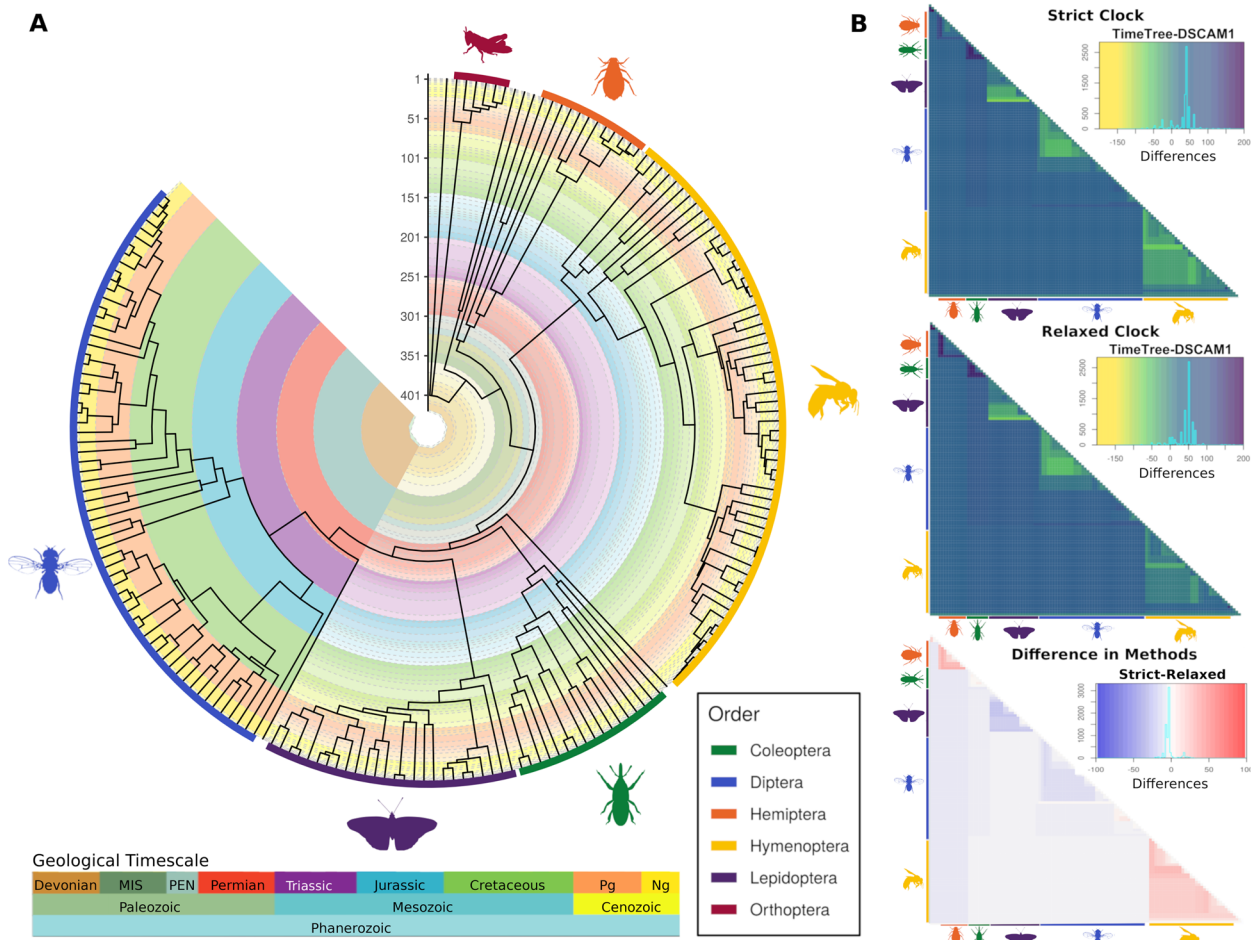 A
1
51
101
151
201
251
301
351
401
Order
Coleoptera
Diptera
Hemiptera
Hymenoptera
Lepidoptera
Orthoptera
Geological Timescale
Devonian MIS PEN Permian Triassic Jurassic Cretaceous Pg Ng
Paleozoic Mesozoic Cenozoic
Phanerozoic
B
Strict Clock
TimeTree-DSCAM1
2500
1500
500
0
-150 -50 0 50 100 200
Differences
Relaxed Clock
TimeTree-DSCAM1
2500
1500
500
0
-150 -50 0 50 100 200
Differences
Difference in Methods
Strict-Relaxed
3000
2000
1000
0
-100 -50 0 50 10
Differences